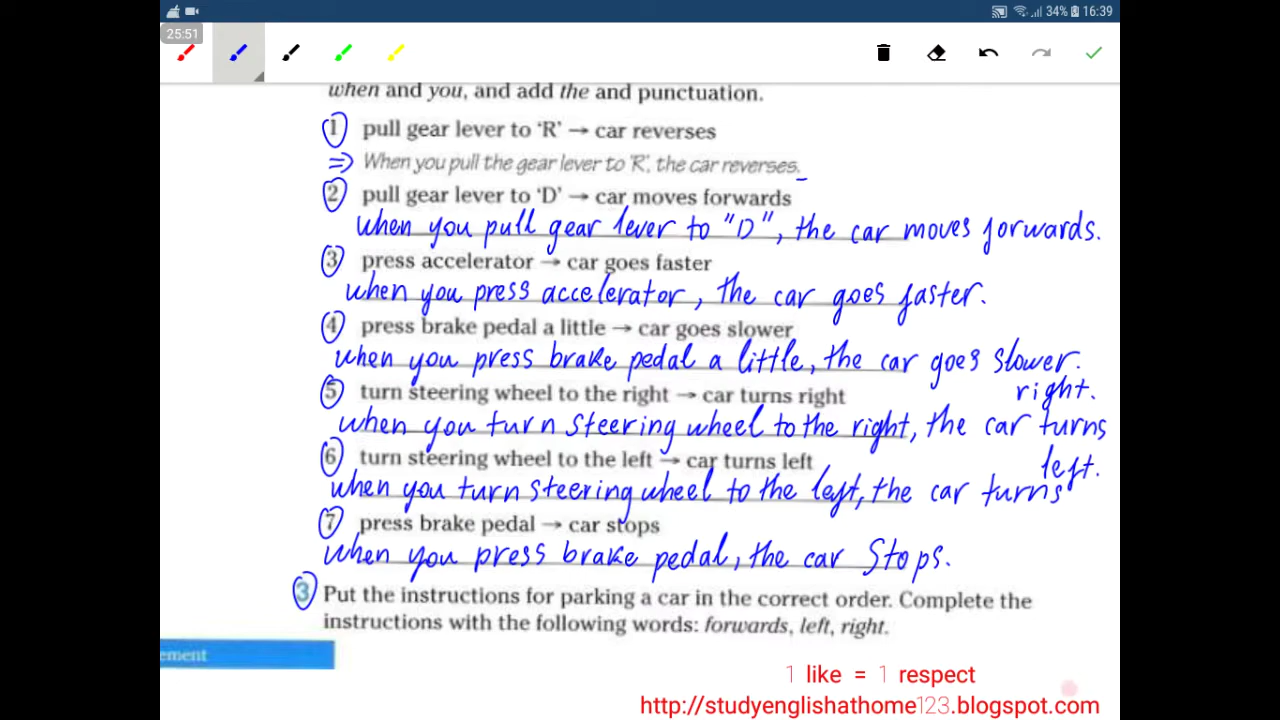 34% 16:39
25:51
when and you, and add the and punctuation.
1 pull gear lever to ‘R’ → car reverses
=> When you pull the gear lever to ‘R’, the car reverses.
2 pull gear lever to ‘D’ → car moves forwards
when you pull gear lever to "D", the car moves forwards.
3 press accelerator → car goes faster
when you press accelerator, the car goes faster.
4 press brake pedal a little → car goes slower
when you press brake pedal a little, the car goes slower.
5 turn steering wheel to the right → car turns right
when you turn steering wheel to the right, the car turns right.
6 turn steering wheel to the left → car turns left
when you turn steering wheel to the left, the car turns left.
7 press brake pedal → car stops
when you press brake pedal, the car stops.
3 Put the instructions for parking a car in the correct order. Complete the
instructions with the following words: forwards, left, right.
ement
1 like = 1 respect
http://studyenglishathome123.blogspot.com